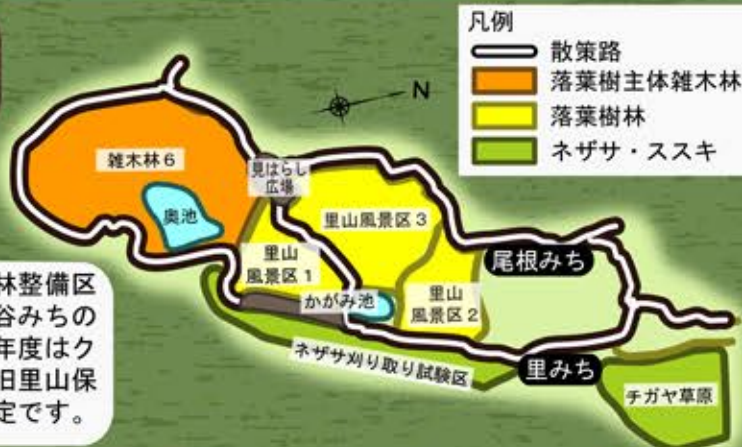 凡例
散策路
落葉樹主体雑木林
落葉樹林
ネザサ・ススキ
N
雑木林6
見はらし
広場
里山風景区3
奥池
里山
風景区1
尾根みち
かがみ池
里山
風景区2
ネザサ刈り取り試験区
里みち
チガヤ草原
林整備区
谷みちの
年度はク
旧里山保
定です。